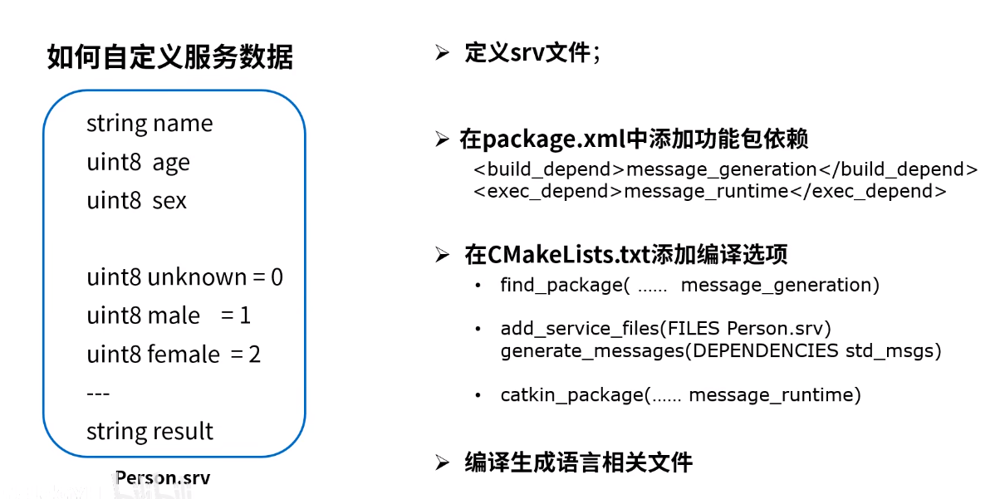 如何自定义服务数据
string name
uint8 age
uint8 sex
uint8 unknown = 0
uint8 male = 1
uint8 female = 2
---
string result
Person.srv
定义srv文件；
在package.xml中添加功能包依赖
<build_depend>message_generation</build_depend>
<exec_depend>message_runtime</exec_depend>
在CMakeLists.txt添加编译选项
• find_package( …… message_generation)
• add_service_files(FILES Person.srv)
generate_messages(DEPENDENCIES std_msgs)
• catkin_package(…… message_runtime)
编译生成语言相关文件